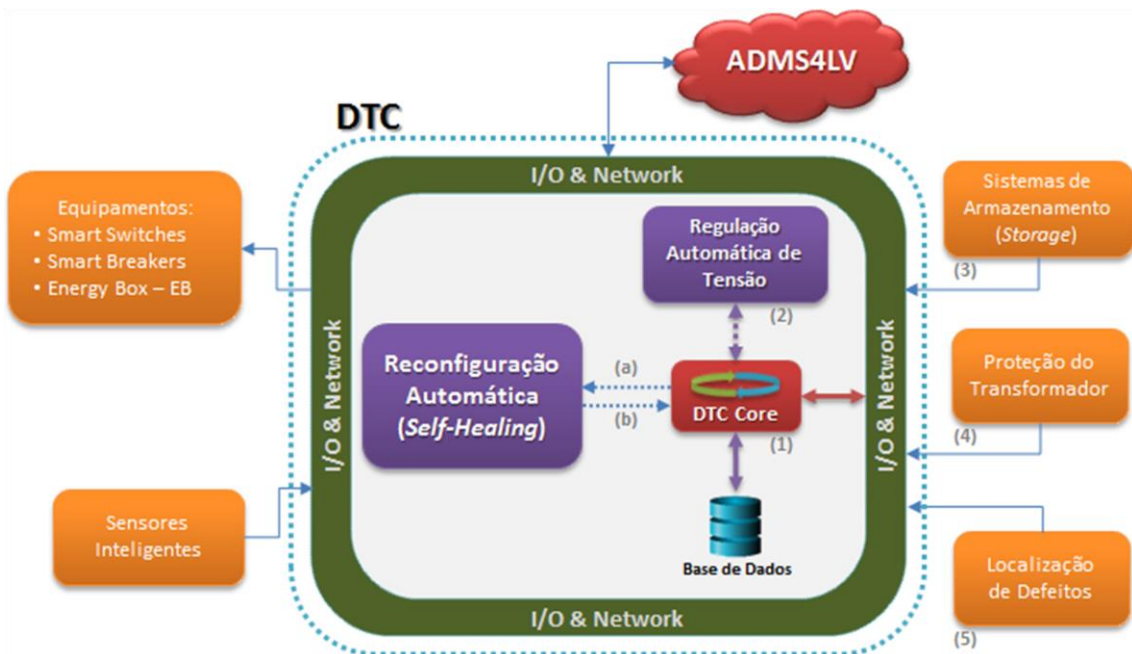 ADMS4LV
DTC
I/O & Network
Equipamentos:
• Smart Switches
• Smart Breakers
• Energy Box – EB
Sensores
Inteligentes
I/O & Network
Reconfiguração
Automática
(Self-Healing)
(a)
(b)
Regulação
Automática de
Tensão
(2)
DTC Core
(1)
Base de Dados
I/O & Network
I/O & Network
Sistemas de
Armazenamento
(Storage)
(3)
Proteção do
Transformador
(4)
Localização
de Defeitos
(5)